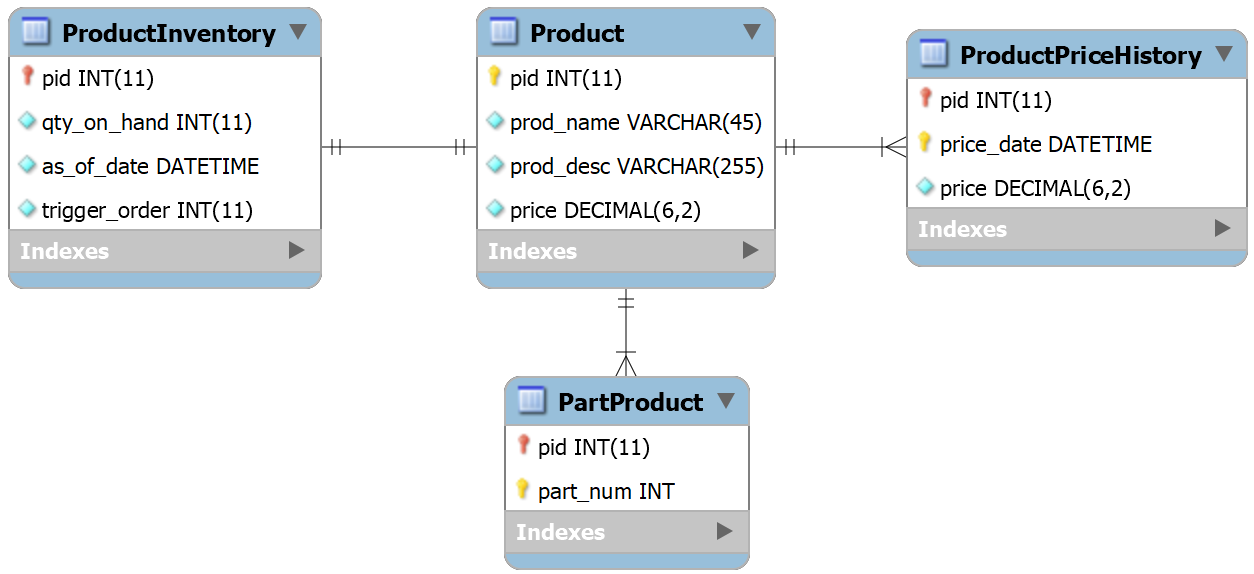 ProductInventory
pid INT(11)
qty_on_hand INT(11)
as_of_date DATETIME
trigger_order INT(11)
Indexes
Product
pid INT(11)
prod_name VARCHAR(45)
prod_desc VARCHAR(255)
price DECIMAL(6,2)
Indexes
ProductPriceHistory
pid INT(11)
price_date DATETIME
price DECIMAL(6,2)
Indexes
PartProduct
pid INT(11)
part_num INT
Indexes